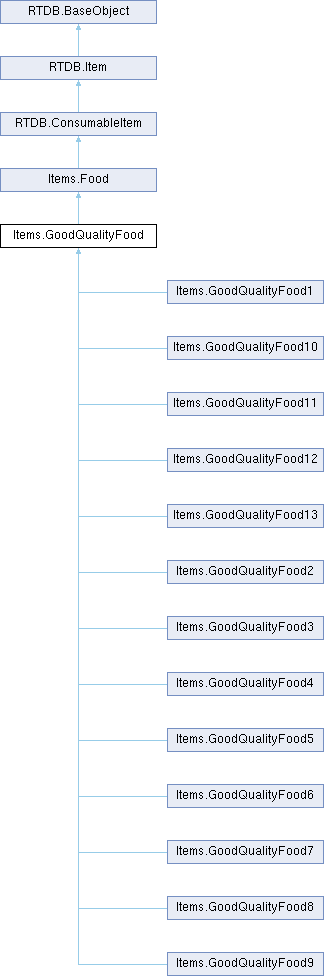 RTDB.BaseObject
RTDB.Item
RTDB.ConsumableItem
Items.Food
Items.GoodQualityFood
Items.GoodQualityFood1
Items.GoodQualityFood10
Items.GoodQualityFood11
Items.GoodQualityFood12
Items.GoodQualityFood13
Items.GoodQualityFood2
Items.GoodQualityFood3
Items.GoodQualityFood4
Items.GoodQualityFood5
Items.GoodQualityFood6
Items.GoodQualityFood7
Items.GoodQualityFood8
Items.GoodQualityFood9